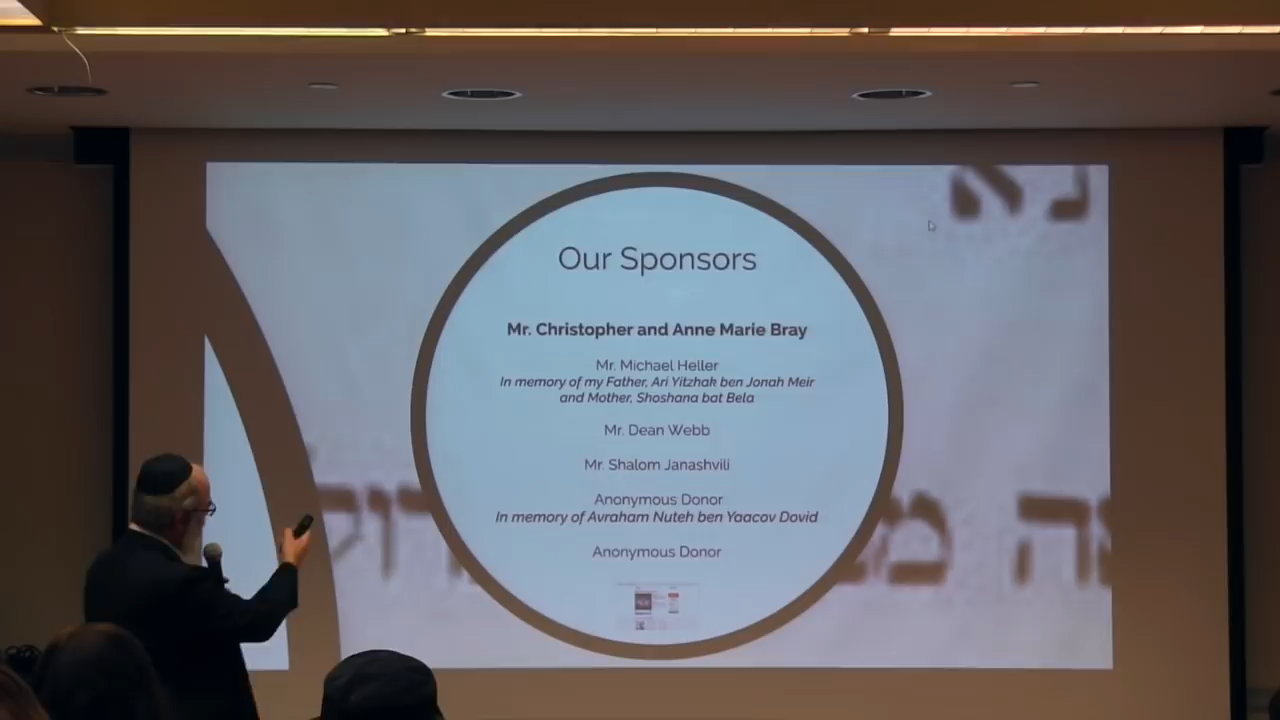 Our Sponsors
Mr. Christopher and Anne Marie Bray
Mr. Michael Heller
In memory of my Father, Ari Yitzhak ben Jonah Meir
and Mother, Shoshana bat Bela
Mr. Dean Webb
Mr. Shalom Janashvili
Anonymous Donor
In memory of Avraham Nuteh ben Yaacov Dovid
Anonymous Donor